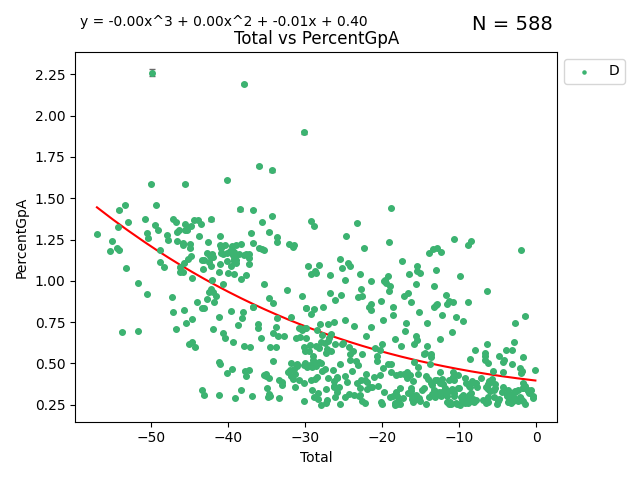 y = -0.00x^3 + 0.00x^2 + -0.01x + 0.40
N = 588
Total vs PercentGpA
D
2.25
2.00
1.75
1.50
1.25
1.00
0.75
0.50
0.25
PercentGpA
−50
−40
−30
−20
−10
0
Total